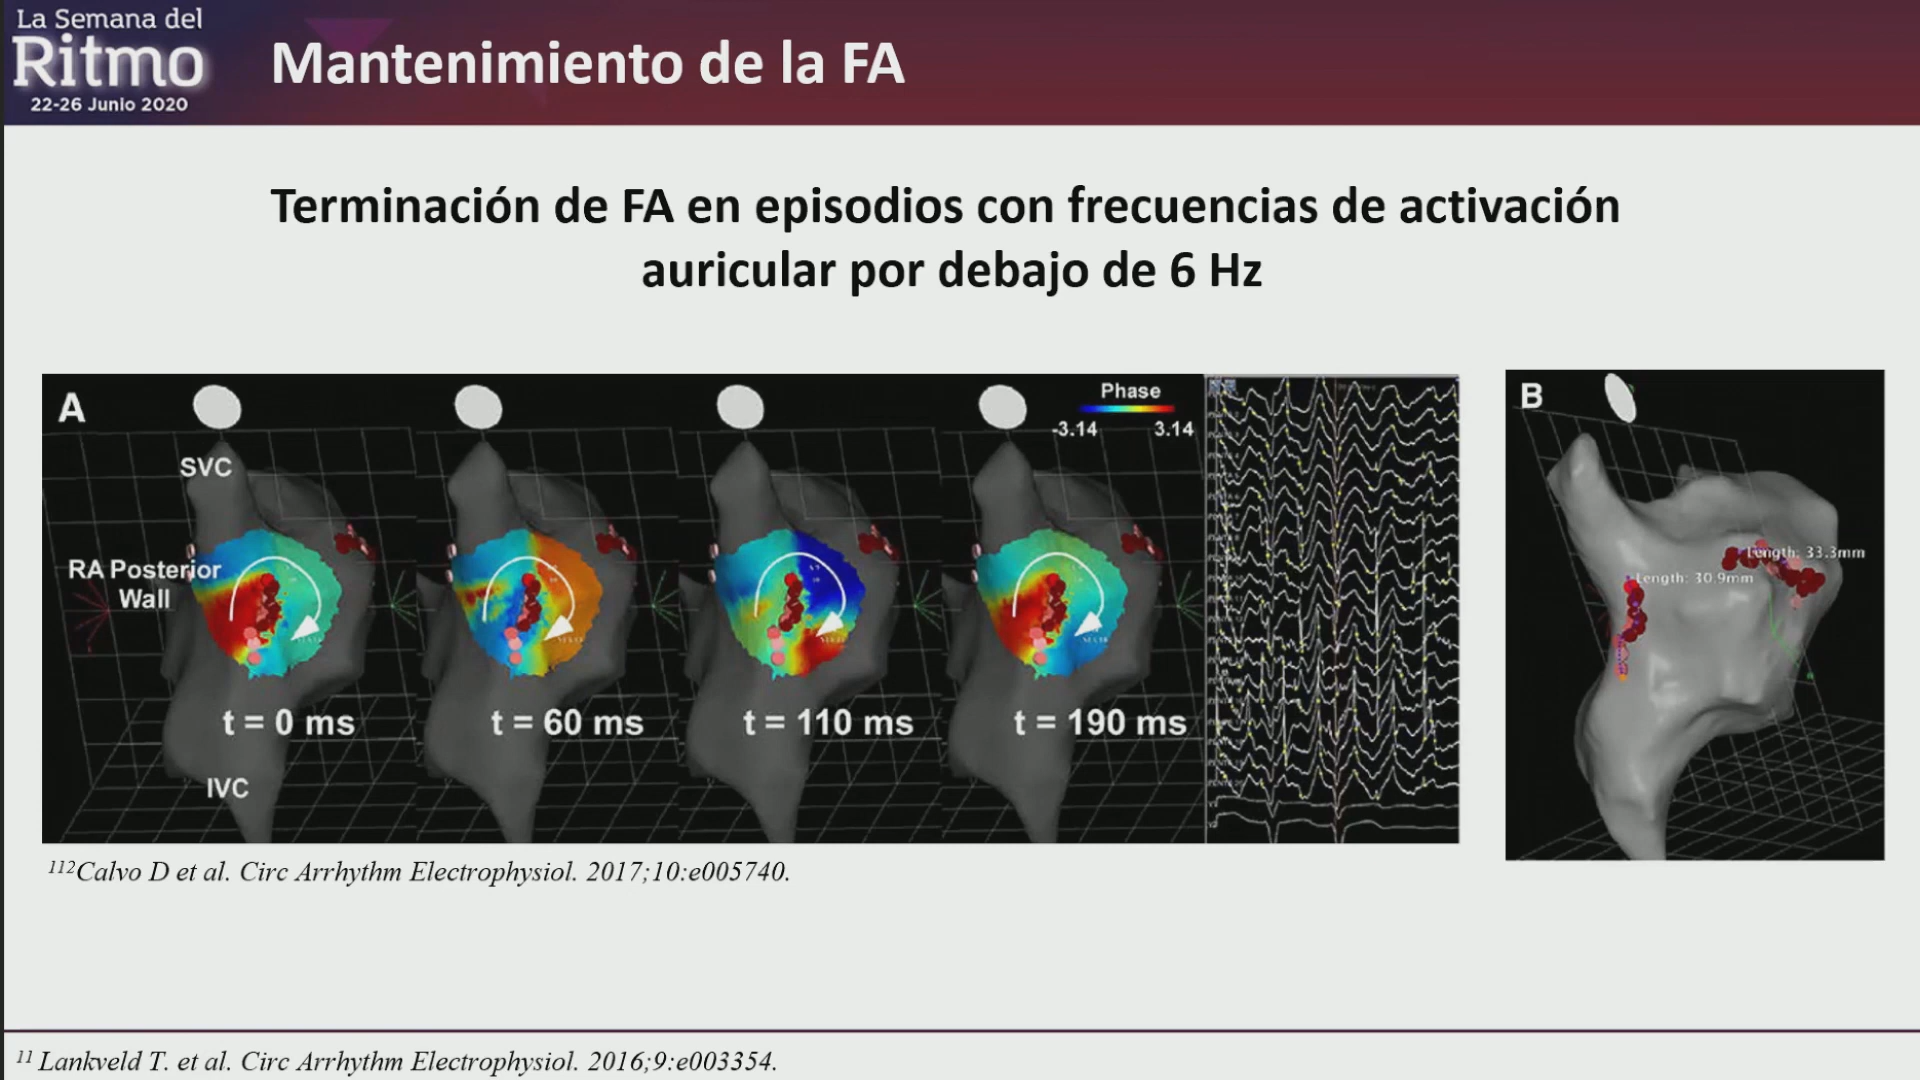 La Semana del
Ritmo
22-26 Junio 2020
Mantenimiento de la FA
Terminación de FA en episodios con frecuencias de activación
auricular por debajo de 6 Hz
A
SVC
RA Posterior
Wall
IVC
t = 0 ms
t = 60 ms
t = 110 ms
t = 190 ms
Phase
-3.14 3.14
B
Length: 33.3mm
Length: 30.9mm
¹¹²Calvo D et al. Circ Arrhythm Electrophysiol. 2017;10:e005740.
¹¹ Lankveld T. et al. Circ Arrhythm Electrophysiol. 2016;9:e003354.